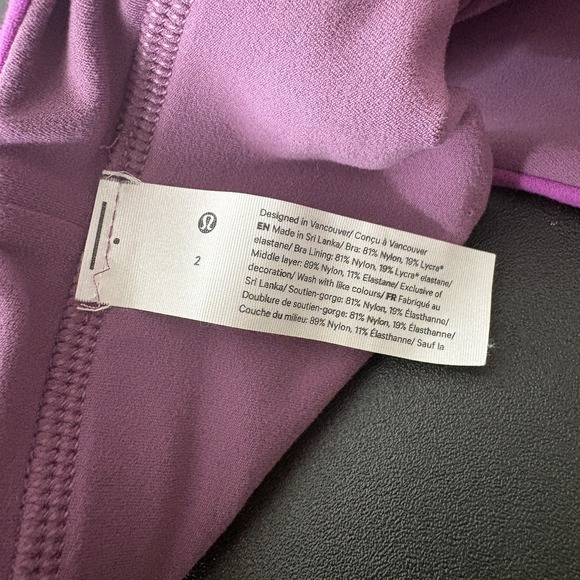 2
Designed in Vancouver/ Conçu à Vancouver
EN Made in Sri Lanka/ Bra: 81% Nylon, 19% Lycra®
elastane/ Bra Lining: 81% Nylon, 19% Lycra® elastane/
Middle layer: 89% Nylon, 11% Elastane/ Exclusive of
decoration/ Wash with like colours/ FR Fabriqué au
Sri Lanka/ Soutien-gorge: 81% Nylon, 19% Élasthanne/
Doublure de soutien-gorge: 81% Nylon, 19% Élasthanne/
Couche du milieu: 89% Nylon, 11% Élasthanne/ Sauf la